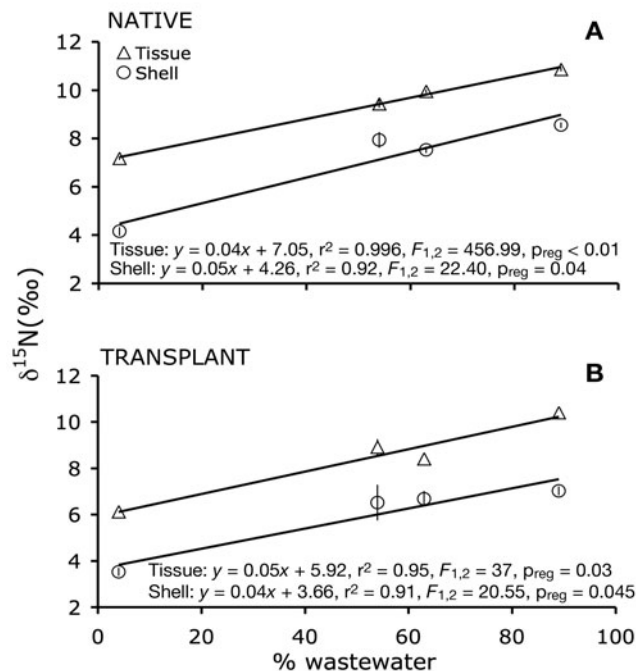 NATIVE
A
12
△ Tissue
○ Shell
10
8
6
4
2
Tissue: y = 0.04x + 7.05, r² = 0.996, F1,2 = 456.99, preg < 0.01
Shell: y = 0.05x + 4.26, r² = 0.92, F1,2 = 22.40, preg = 0.04
δ15N(‰)
TRANSPLANT
B
12
10
8
6
4
2
Tissue: y = 0.05x + 5.92, r² = 0.95, F1,2 = 37, preg = 0.03
Shell: y = 0.04x + 3.66, r² = 0.91, F1,2 = 20.55, preg = 0.045
0 20 40 60 80 100
% wastewater